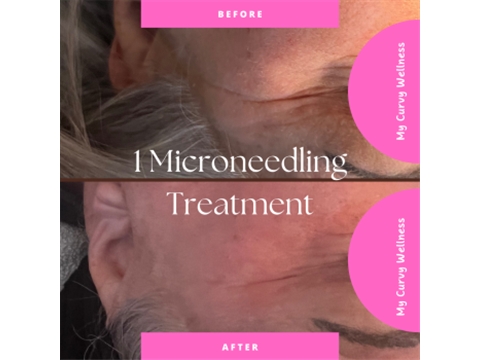 BEFORE
My Curvy Wellness
1 Microneedling
Treatment
My Curvy Wellness
AFTER